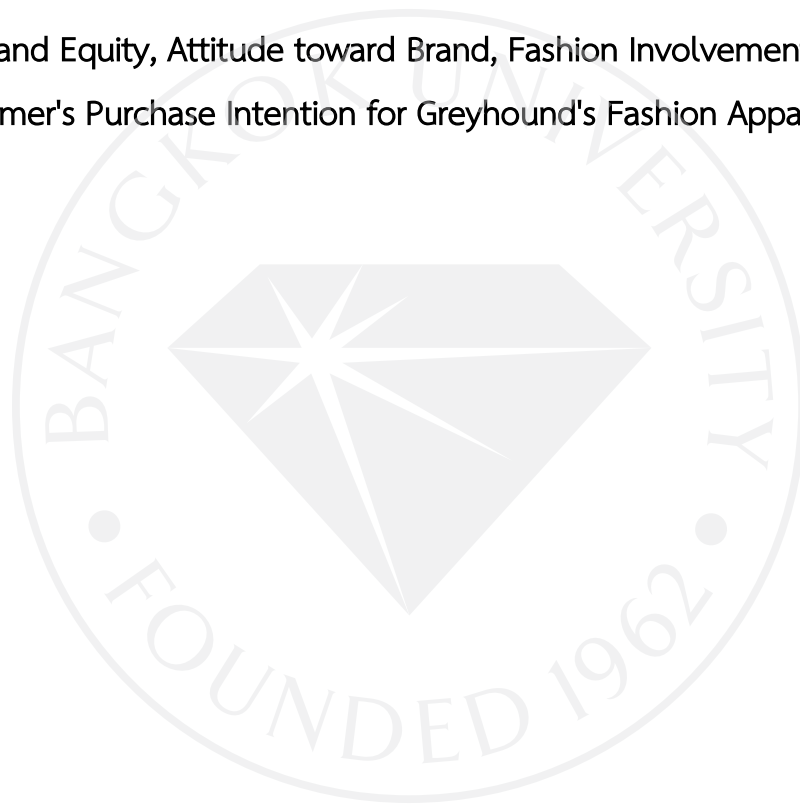 and Equity, Attitude toward Brand, Fashion Involvement
mer's Purchase Intention for Greyhound's Fashion Appa
BANGKOK UNIVERSITY
FOUNDED 1962